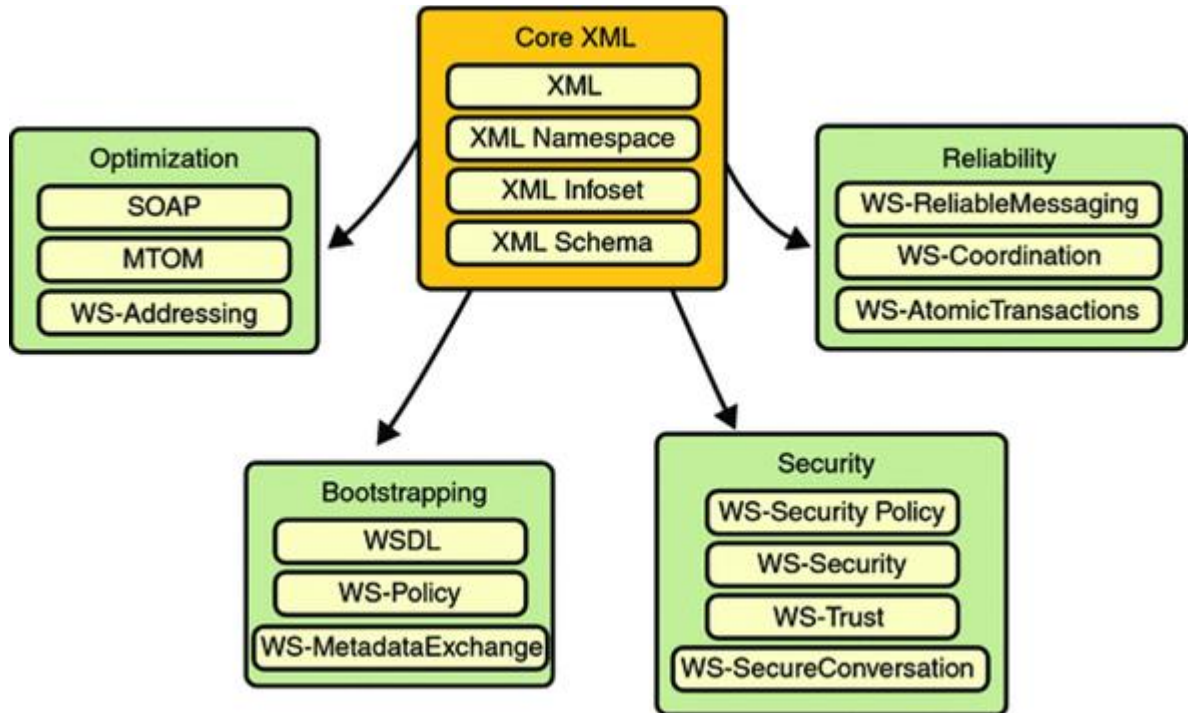 Core XML
XML
XML Namespace
XML Infoset
XML Schema
Optimization
SOAP
MTOM
WS-Addressing
Reliability
WS-ReliableMessaging
WS-Coordination
WS-AtomicTransactions
Bootstrapping
WSDL
WS-Policy
WS-MetadataExchange
Security
WS-Security Policy
WS-Security
WS-Trust
WS-SecureConversation